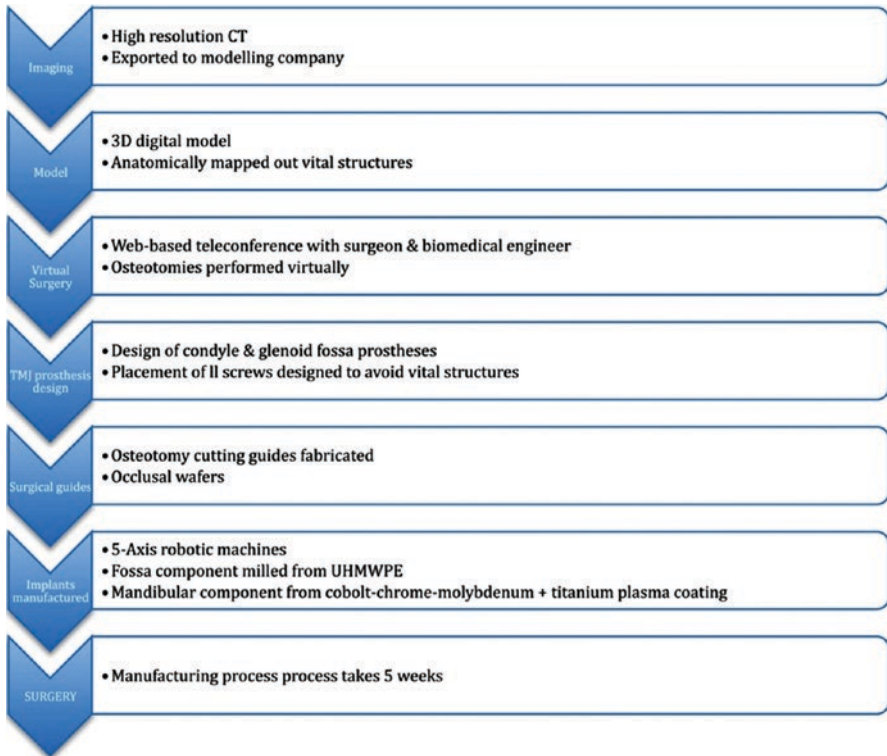 Imaging
• High resolution CT
• Exported to modelling company
Model
• 3D digital model
• Anatomically mapped out vital structures
Virtual
Surgery
• Web-based teleconference with surgeon & biomedical engineer
• Osteotomies performed virtually
TMJ prosthesis
design
• Design of condyle & glenoid fossa prostheses
• Placement of ll screws designed to avoid vital structures
Surgical guides
• Osteotomy cutting guides fabricated
• Occlusal wafers
Implants
manufactured
• 5-Axis robotic machines
• Fossa component milled from UHMWPE
• Mandibular component from cobolt-chrome-molybdenum + titanium plasma coating
SURGERY
• Manufacturing process process takes 5 weeks